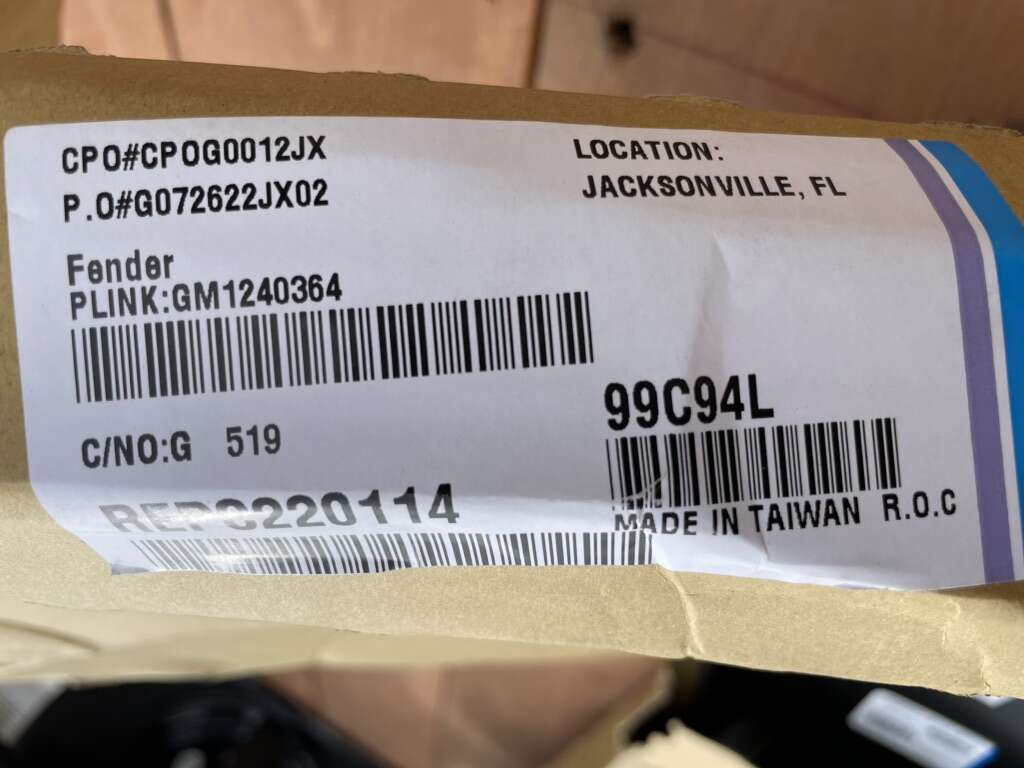 CPO#CPOG0012JX
P.O#G072622JX02
LOCATION:
JACKSONVILLE, FL
Fender
PLINK:GM1240364
99C94L
C/NO:G 519
REPC220114
MADE IN TAIWAN R.O.C